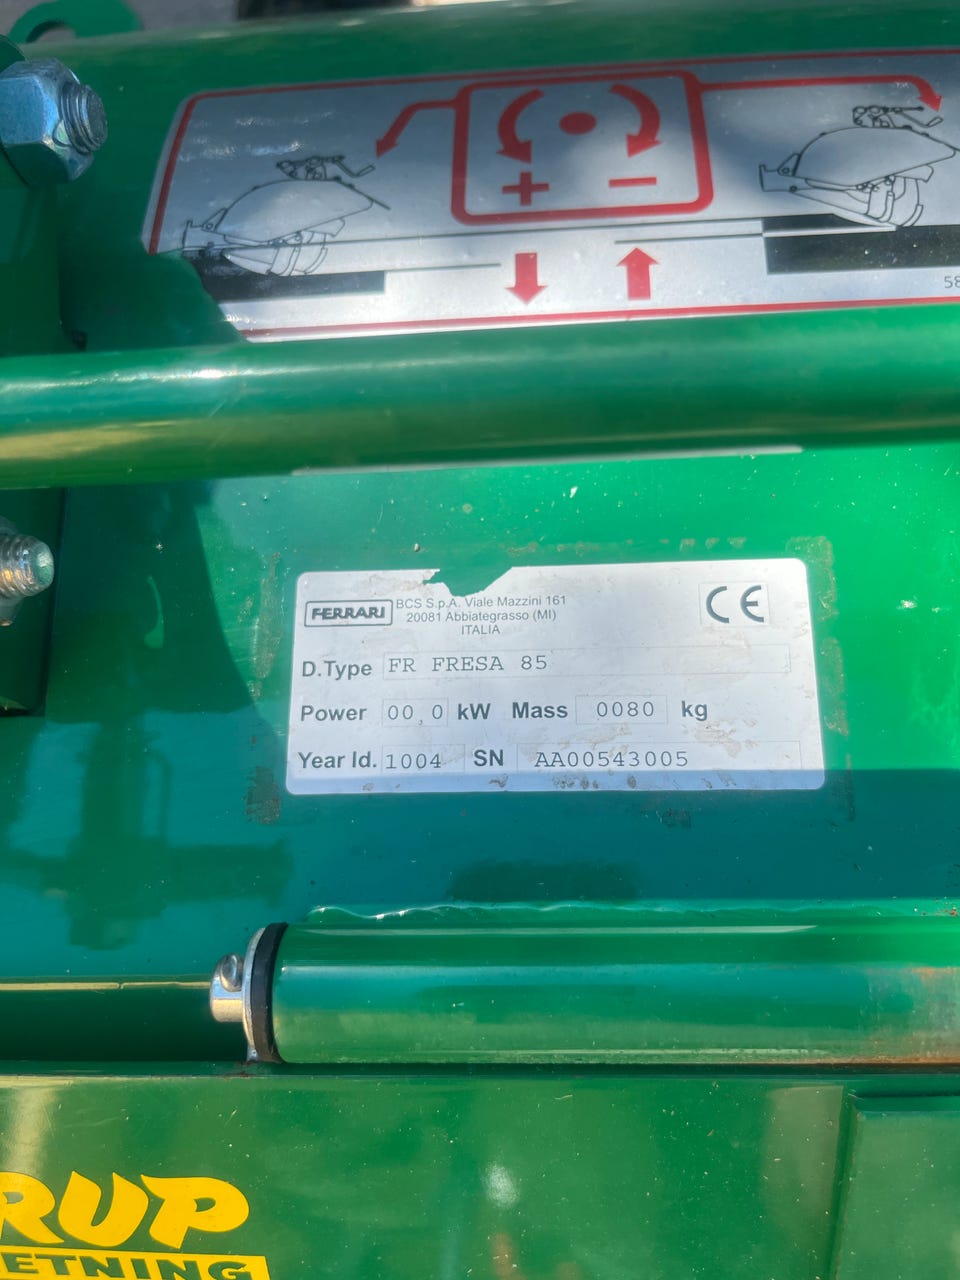 + −
58
FERRARI
BCS S.p.A. Viale Mazzini 161
20081 Abbiategrasso (MI)
ITALIA
CE
D.Type FR FRESA 85
Power 00,0 kW Mass 0080 kg
Year Id. 1004 SN AA00543005
RUP
ETNING